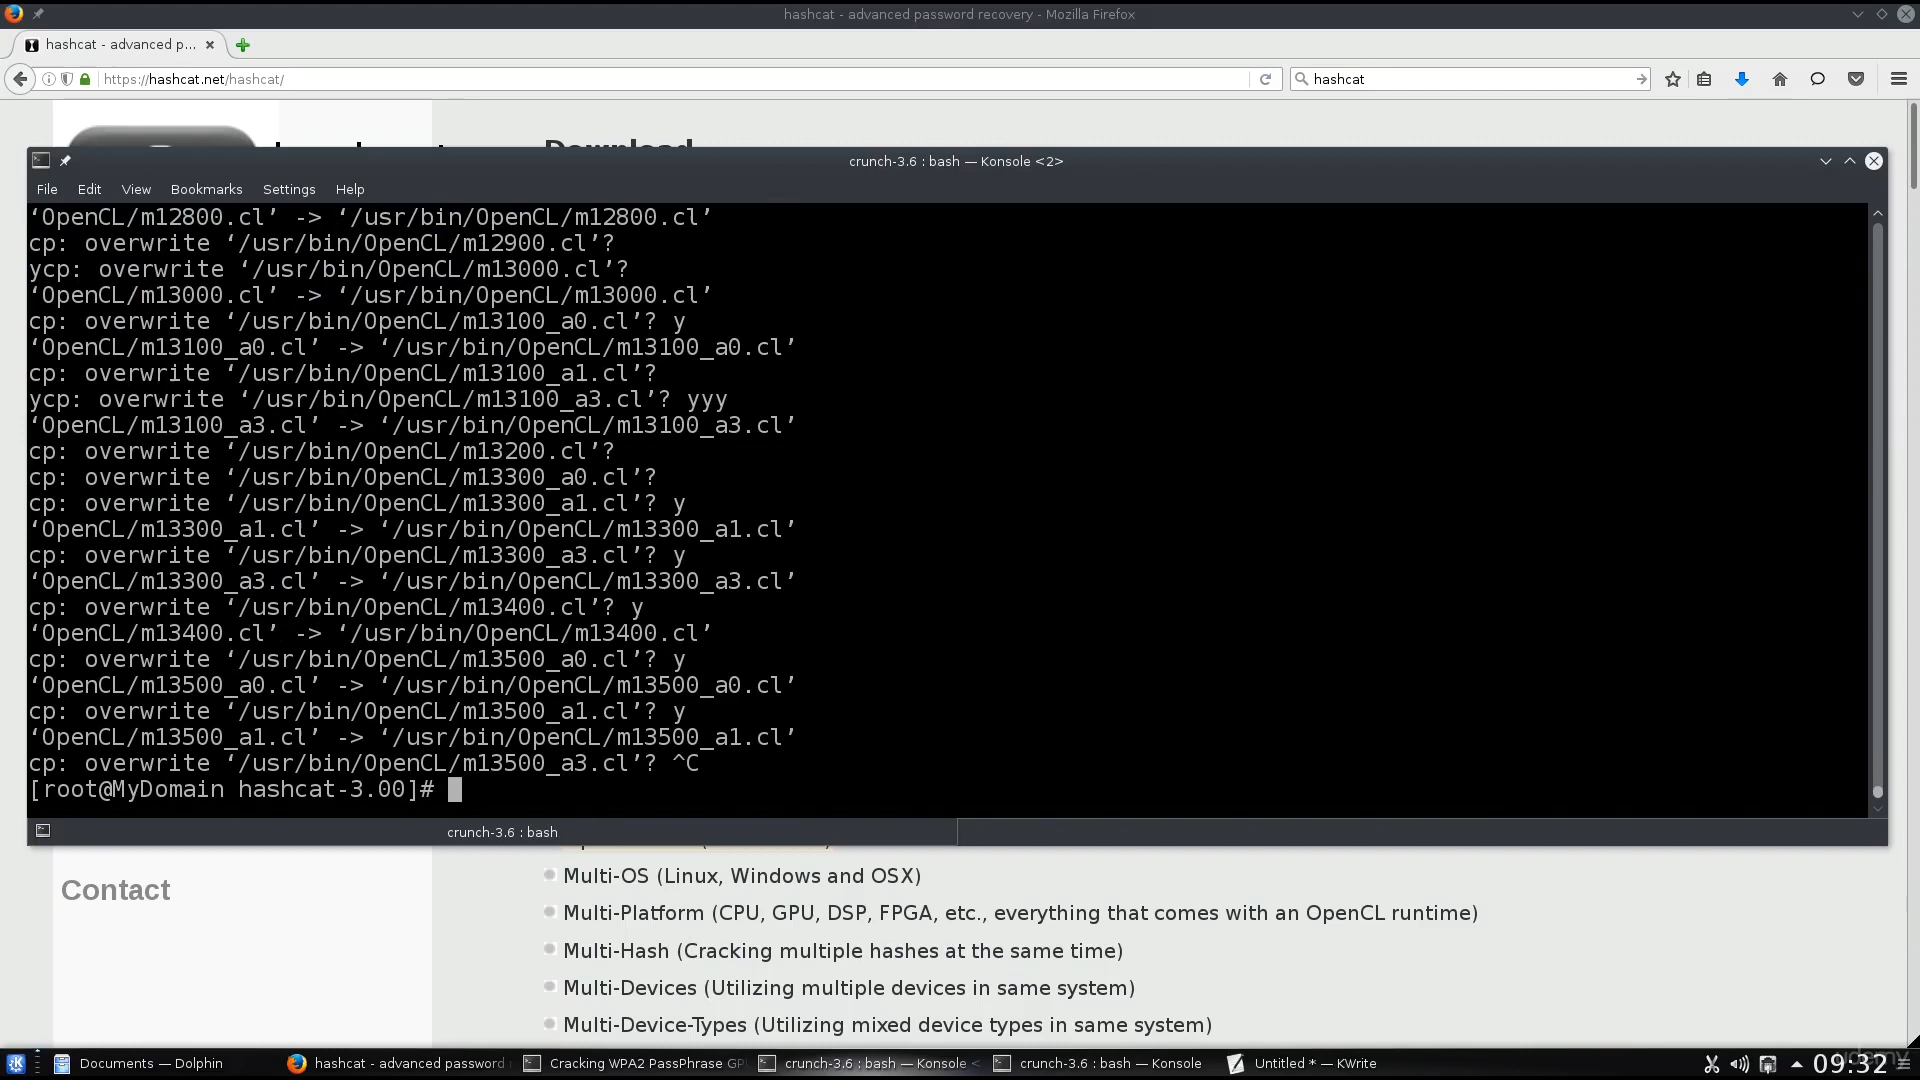 hashcat - advanced password recovery - Mozilla Firefox
hashcat - advanced p...
https://hashcat.net/hashcat/
hashcat
Download
crunch-3.6 : bash — Konsole <2>
File Edit View Bookmarks Settings Help
‘OpenCL/m12800.cl’ -> ‘/usr/bin/OpenCL/m12800.cl’
cp: overwrite ‘/usr/bin/OpenCL/m12900.cl’?
ycp: overwrite ‘/usr/bin/OpenCL/m13000.cl’?
‘OpenCL/m13000.cl’ -> ‘/usr/bin/OpenCL/m13000.cl’
cp: overwrite ‘/usr/bin/OpenCL/m13100_a0.cl’? y
‘OpenCL/m13100_a0.cl’ -> ‘/usr/bin/OpenCL/m13100_a0.cl’
cp: overwrite ‘/usr/bin/OpenCL/m13100_a1.cl’?
ycp: overwrite ‘/usr/bin/OpenCL/m13100_a3.cl’? yyy
‘OpenCL/m13100_a3.cl’ -> ‘/usr/bin/OpenCL/m13100_a3.cl’
cp: overwrite ‘/usr/bin/OpenCL/m13200.cl’?
cp: overwrite ‘/usr/bin/OpenCL/m13300_a0.cl’?
cp: overwrite ‘/usr/bin/OpenCL/m13300_a1.cl’? y
‘OpenCL/m13300_a1.cl’ -> ‘/usr/bin/OpenCL/m13300_a1.cl’
cp: overwrite ‘/usr/bin/OpenCL/m13300_a3.cl’? y
‘OpenCL/m13300_a3.cl’ -> ‘/usr/bin/OpenCL/m13300_a3.cl’
cp: overwrite ‘/usr/bin/OpenCL/m13400.cl’? y
‘OpenCL/m13400.cl’ -> ‘/usr/bin/OpenCL/m13400.cl’
cp: overwrite ‘/usr/bin/OpenCL/m13500_a0.cl’? y
‘OpenCL/m13500_a0.cl’ -> ‘/usr/bin/OpenCL/m13500_a0.cl’
cp: overwrite ‘/usr/bin/OpenCL/m13500_a1.cl’? y
‘OpenCL/m13500_a1.cl’ -> ‘/usr/bin/OpenCL/m13500_a1.cl’
cp: overwrite ‘/usr/bin/OpenCL/m13500_a3.cl’? ^C
[root@MyDomain hashcat-3.00]#
crunch-3.6 : bash
Contact
Multi-OS (Linux, Windows and OSX)
Multi-Platform (CPU, GPU, DSP, FPGA, etc., everything that comes with an OpenCL runtime)
Multi-Hash (Cracking multiple hashes at the same time)
Multi-Devices (Utilizing multiple devices in same system)
Multi-Device-Types (Utilizing mixed device types in same system)
Documents — Dolphin hashcat - advanced password Cracking WPA2 PassPhrase GP crunch-3.6 : bash — Konsole < crunch-3.6 : bash — Konsole Untitled * — KWrite 09:32
udemy